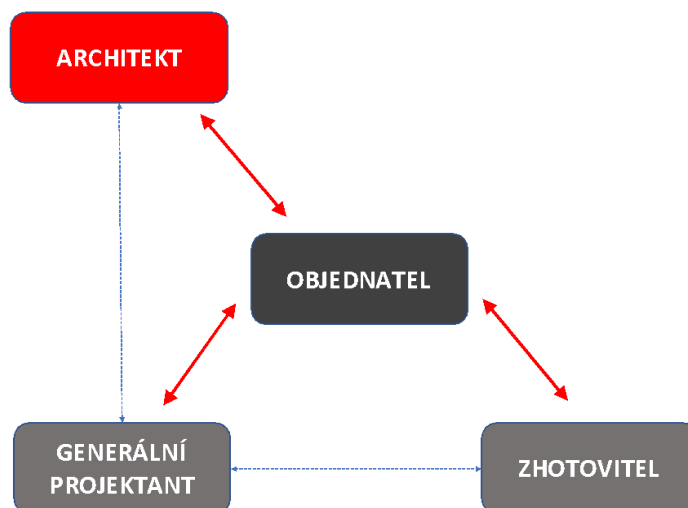 ARCHITEKT
OBJEDNATEL
GENERÁLNÍ
PROJEKTANT
ZHOTOVITEL